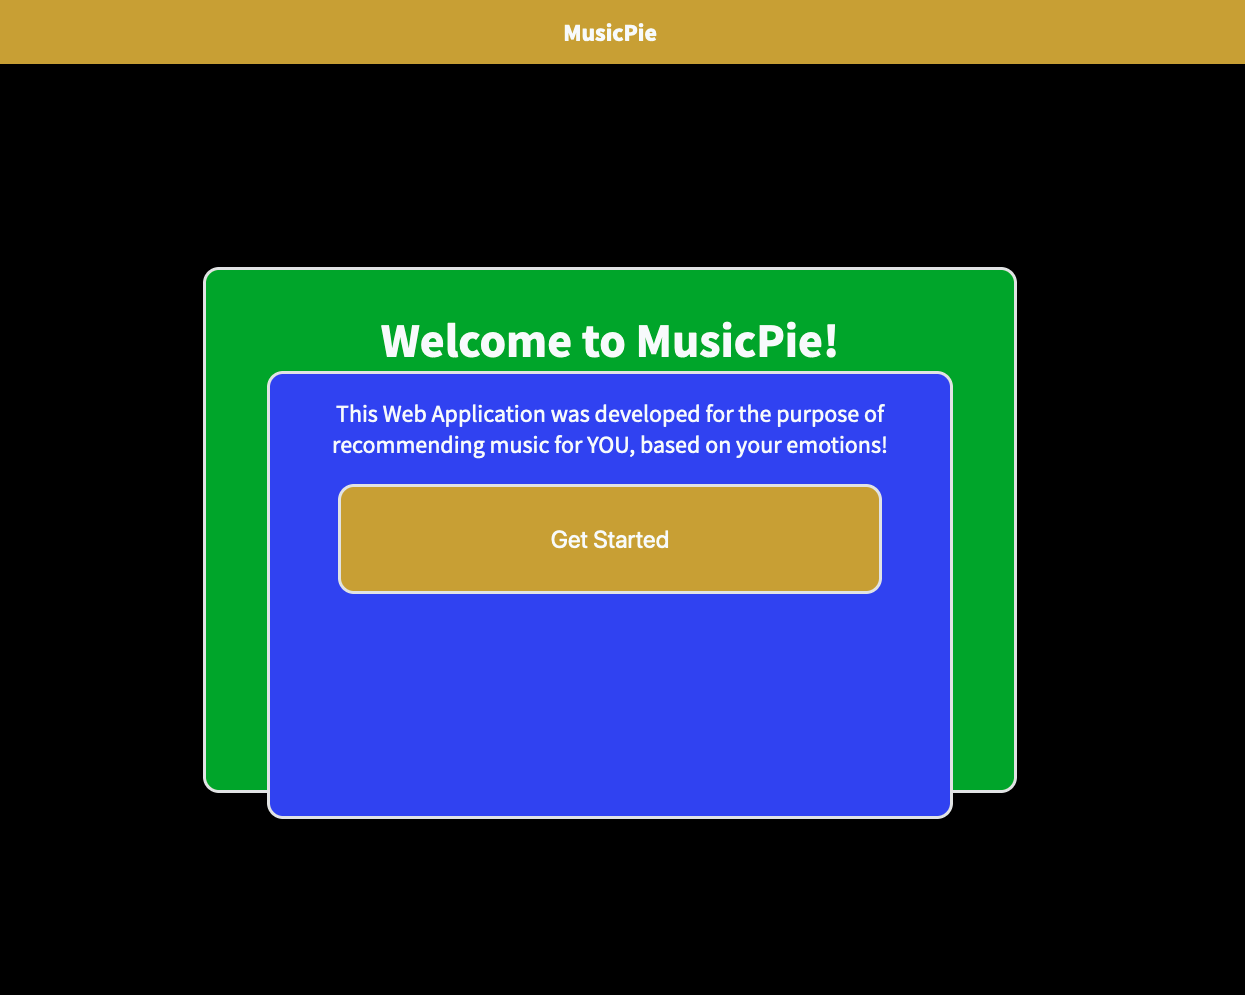 MusicPie
Welcome to MusicPie!
This Web Application was developed for the purpose of
recommending music for YOU, based on your emotions!
Get Started